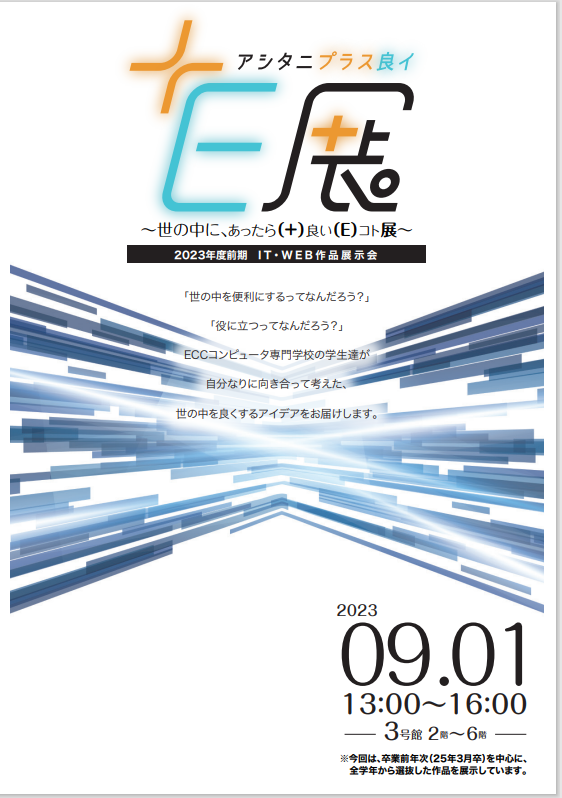 アシタニプラス良イ
+E展
〜世の中に、あったら(+)良い(E)コト展〜
2023年度前期 IT・WEB作品展示会
「世の中を便利にするってなんだろう?」
「役に立つってなんだろう?」
ECCコンピュータ専門学校の学生達が
自分なりに向き合って考えた、
世の中を良くするアイデアをお届けします。
2023
09.01
13:00〜16:00
3号館 2階〜6階
※今回は、卒業前年次(25年3月卒)を中心に、
全学年から選抜した作品を展示しています。